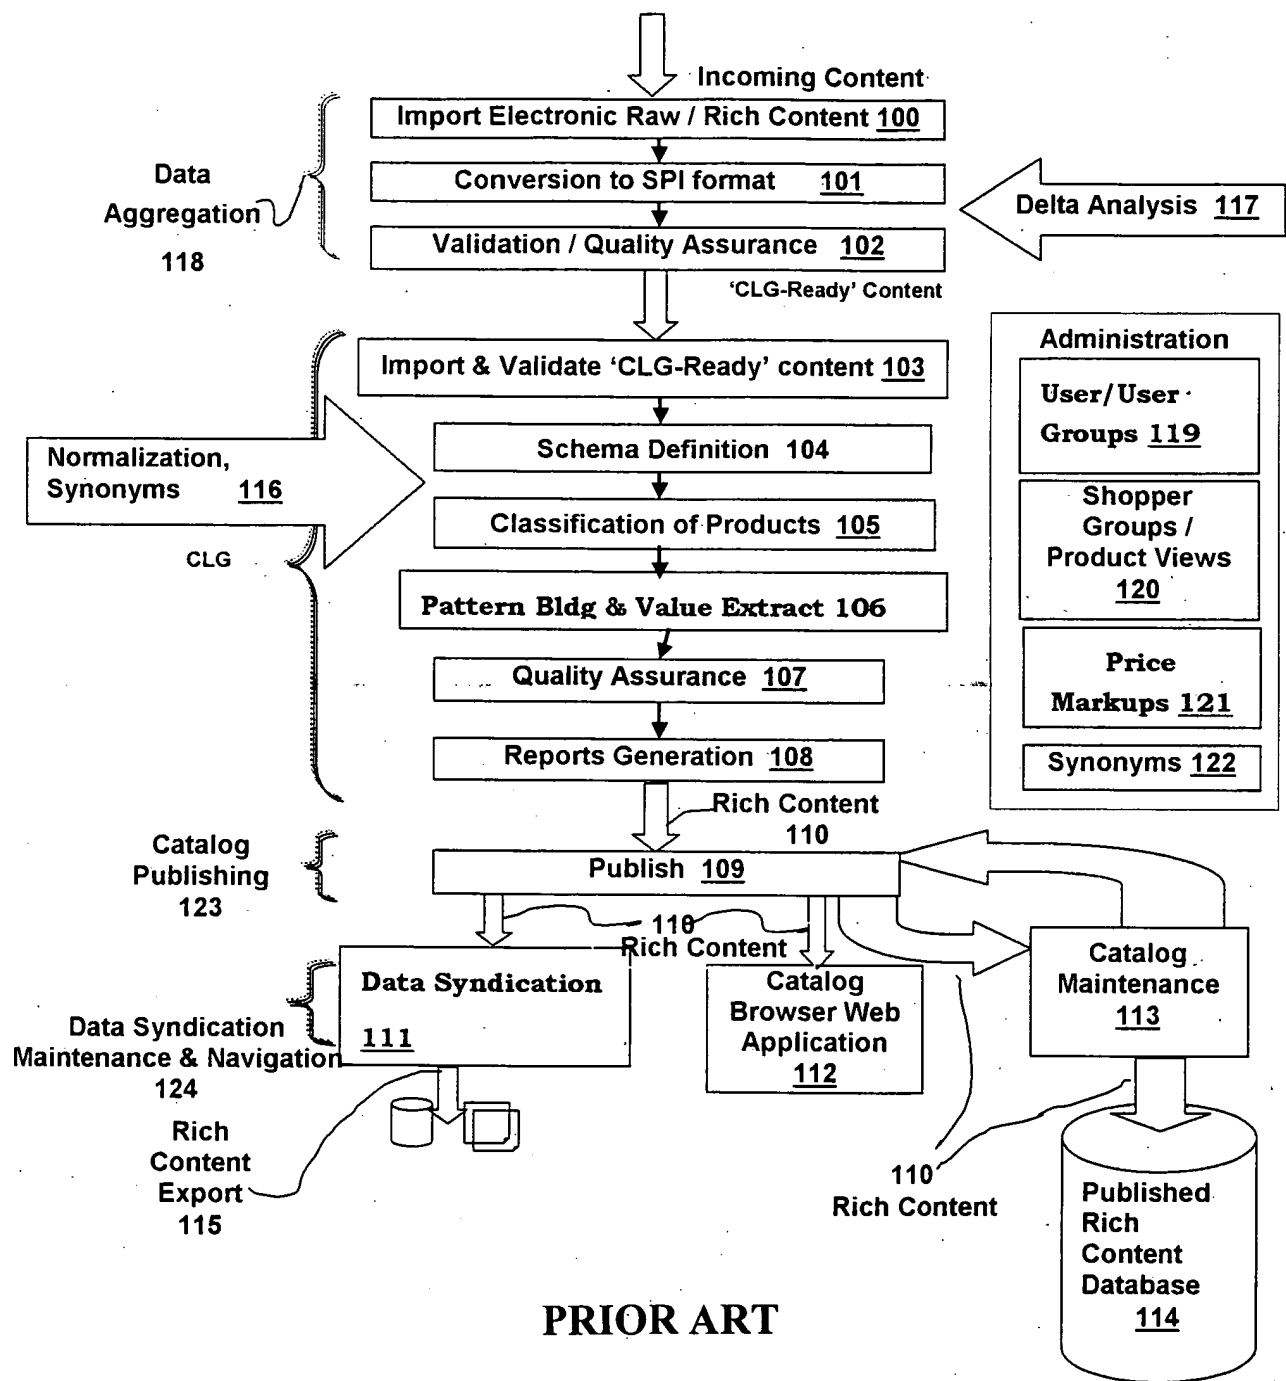 Incoming Content
Import Electronic Raw / Rich Content 100
Conversion to SPI format 101
Validation / Quality Assurance 102
Data
Aggregation
118
Delta Analysis 117
'CLG-Ready' Content
Import & Validate 'CLG-Ready' content 103
Schema Definition 104
Normalization,
Synonyms 116
Classification of Products 105
CLG
Pattern Bldg & Value Extract 106
Quality Assurance 107
Reports Generation 108
Administration
User/User
Groups 119
Shopper
Groups /
Product Views
120
Price
Markups 121
Synonyms 122
Rich Content
110
Catalog
Publishing
123
Publish 109
110
Rich Content
Data Syndication
111
Catalog
Browser Web
Application
112
Catalog
Maintenance
113
Data Syndication
Maintenance & Navigation
124
Rich
Content
Export
115
110
Rich Content
Published
Rich
Content
Database
114
PRIOR ART